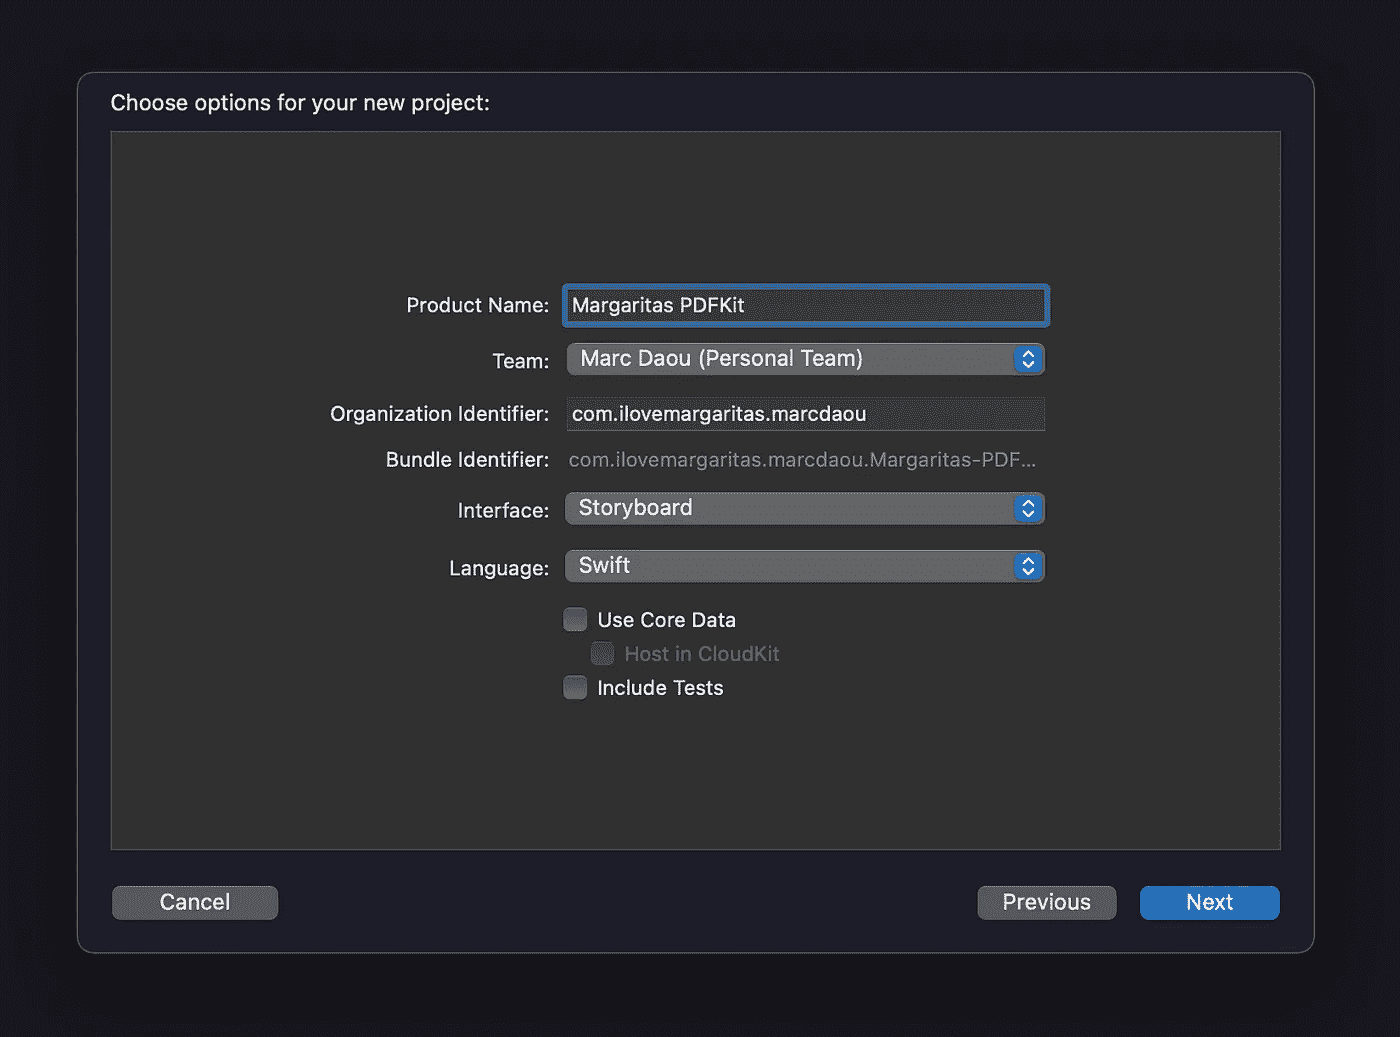 Choose options for your new project:
Product Name: Margaritas PDFKit
Team: Marc Daou (Personal Team)
Organization Identifier: com.ilovemargaritas.marcdaou
Bundle Identifier: com.ilovemargaritas.marcdaou.Margaritas-PDF...
Interface: Storyboard
Language: Swift
Use Core Data
Host in CloudKit
Include Tests
Cancel Previous Next